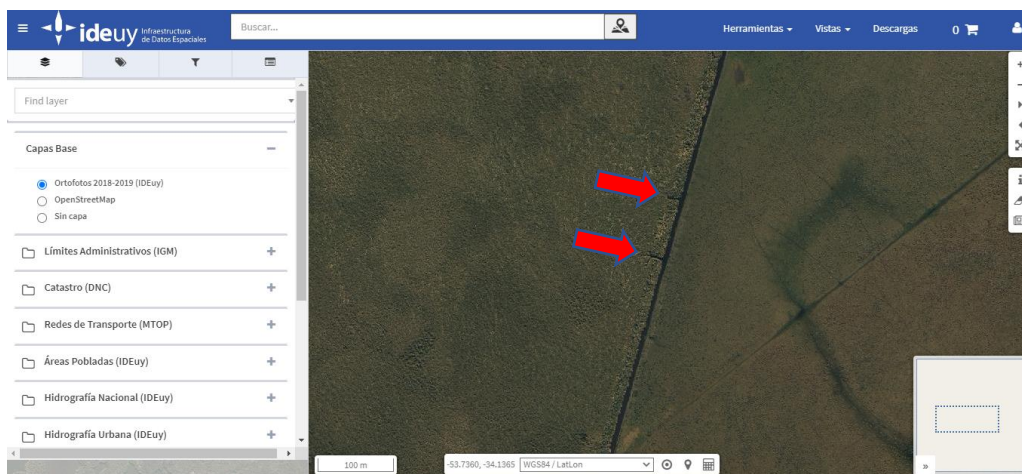 ideuy Infraestructura de Datos Espaciales
Buscar...
Herramientas
Vistas
Descargas
0
Find layer
Capas Base
Ortofotos 2018-2019 (IDEuy)
OpenStreetMap
Sin capa
Límites Administrativos (IGM)
Catastro (DNC)
Redes de Transporte (MTOP)
Áreas Pobladas (IDEuy)
Hidrografía Nacional (IDEuy)
Hidrografía Urbana (IDEuy)
100 m
-53.7360, -34.1365
WGS84 / LatLon